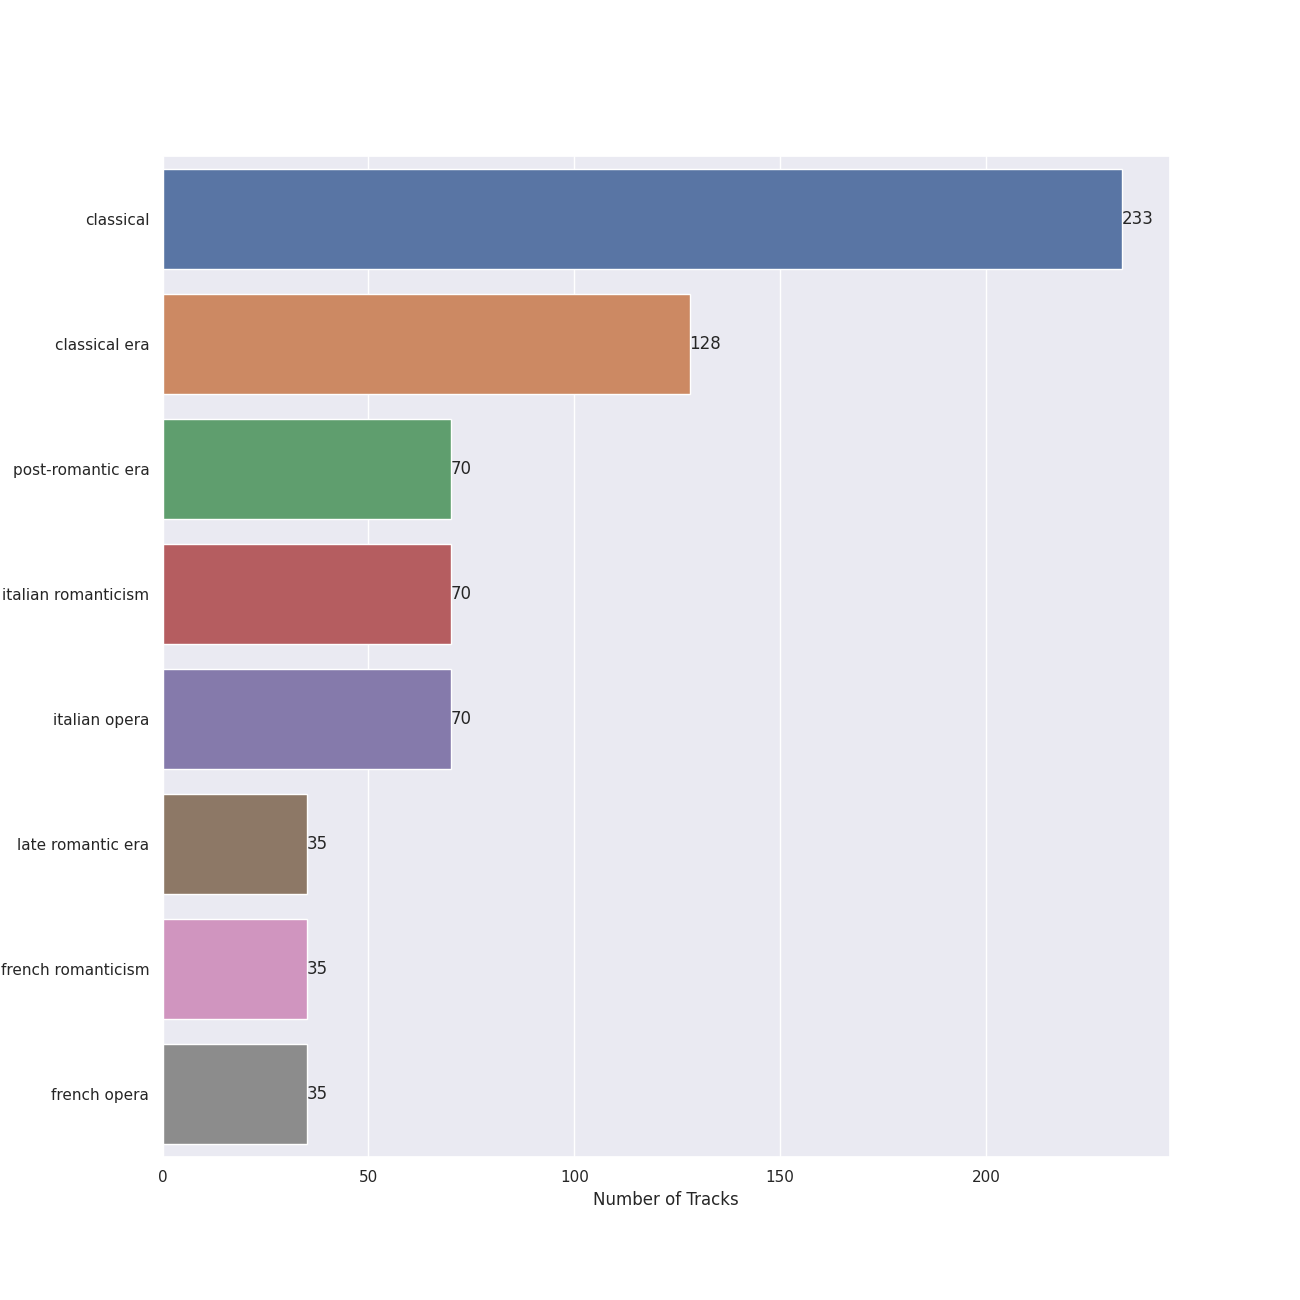 classical 233
classical era 128
post-romantic era 70
italian romanticism 70
italian opera 70
late romantic era 35
french romanticism 35
french opera 35
0 50 100 150 200
Number of Tracks